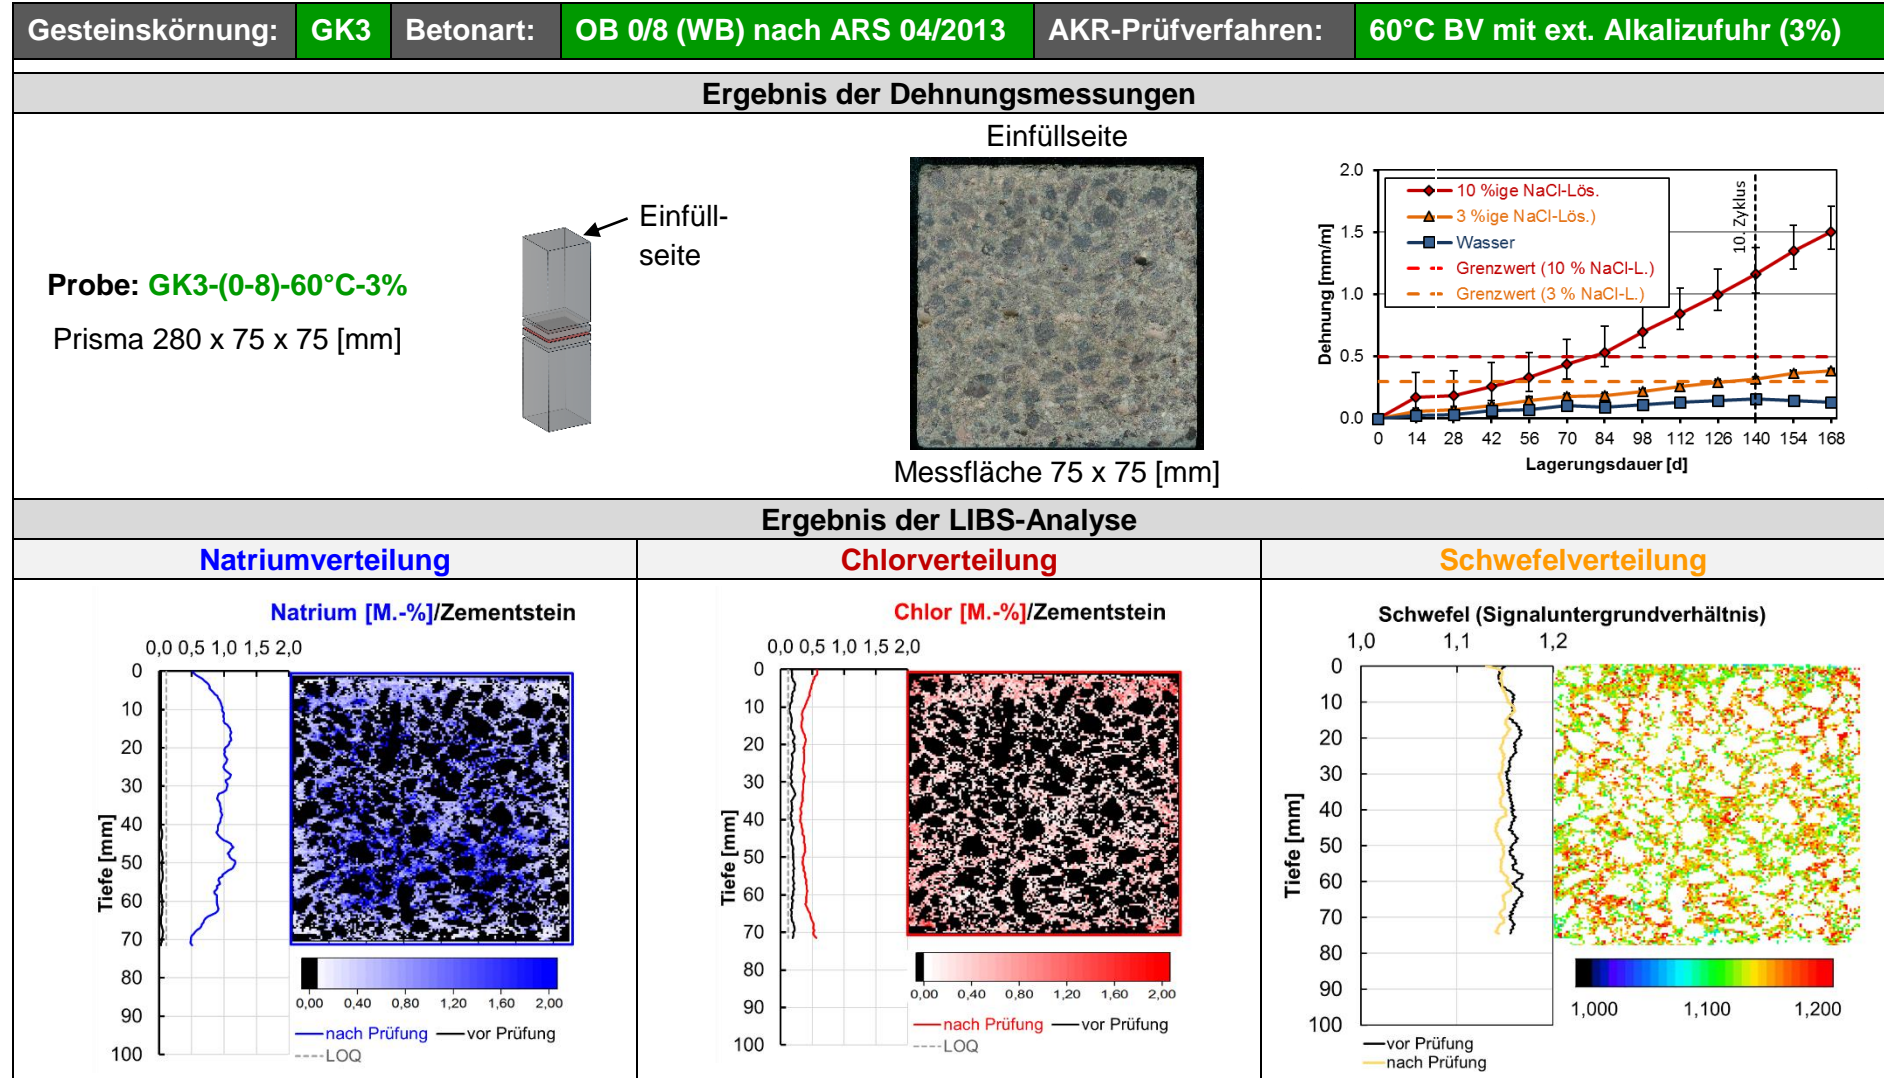 Gesteinskörnung: GK3 Betonart: OB 0/8 (WB) nach ARS 04/2013 AKR-Prüfverfahren: 60°C BV mit ext. Alkalizufuhr (3%)
Ergebnis der Dehnungsmessungen
Probe: GK3-(0-8)-60°C-3%
Prisma 280 x 75 x 75 [mm]
Einfüll-
seite
Einfüllseite
Messfläche 75 x 75 [mm]
Dehnung [mm/m]
2.0
1.5
1.0
0.5
0.0
10 %ige NaCl-Lös.
3 %ige NaCl-Lös.)
Wasser
Grenzwert (10 % NaCl-L.)
Grenzwert (3 % NaCl-L.)
10. Zyklus
0 14 28 42 56 70 84 98 112 126 140 154 168
Lagerungsdauer [d]
Ergebnis der LIBS-Analyse
Natriumverteilung
Natrium [M.-%]/Zementstein
0,0 0,5 1,0 1,5 2,0
Tiefe [mm]
0
10
20
30
40
50
60
70
80
90
100
0,00 0,40 0,80 1,20 1,60 2,00
nach Prüfung vor Prüfung
LOQ
Chlorverteilung
Chlor [M.-%]/Zementstein
0,0 0,5 1,0 1,5 2,0
Tiefe [mm]
0
10
20
30
40
50
60
70
80
90
100
0,00 0,40 0,80 1,20 1,60 2,00
nach Prüfung vor Prüfung
LOQ
Schwefelverteilung
Schwefel (Signaluntergrundverhältnis)
1,0 1,1 1,2
Tiefe [mm]
0
10
20
30
40
50
60
70
80
90
100
1,000 1,100 1,200
vor Prüfung
nach Prüfung